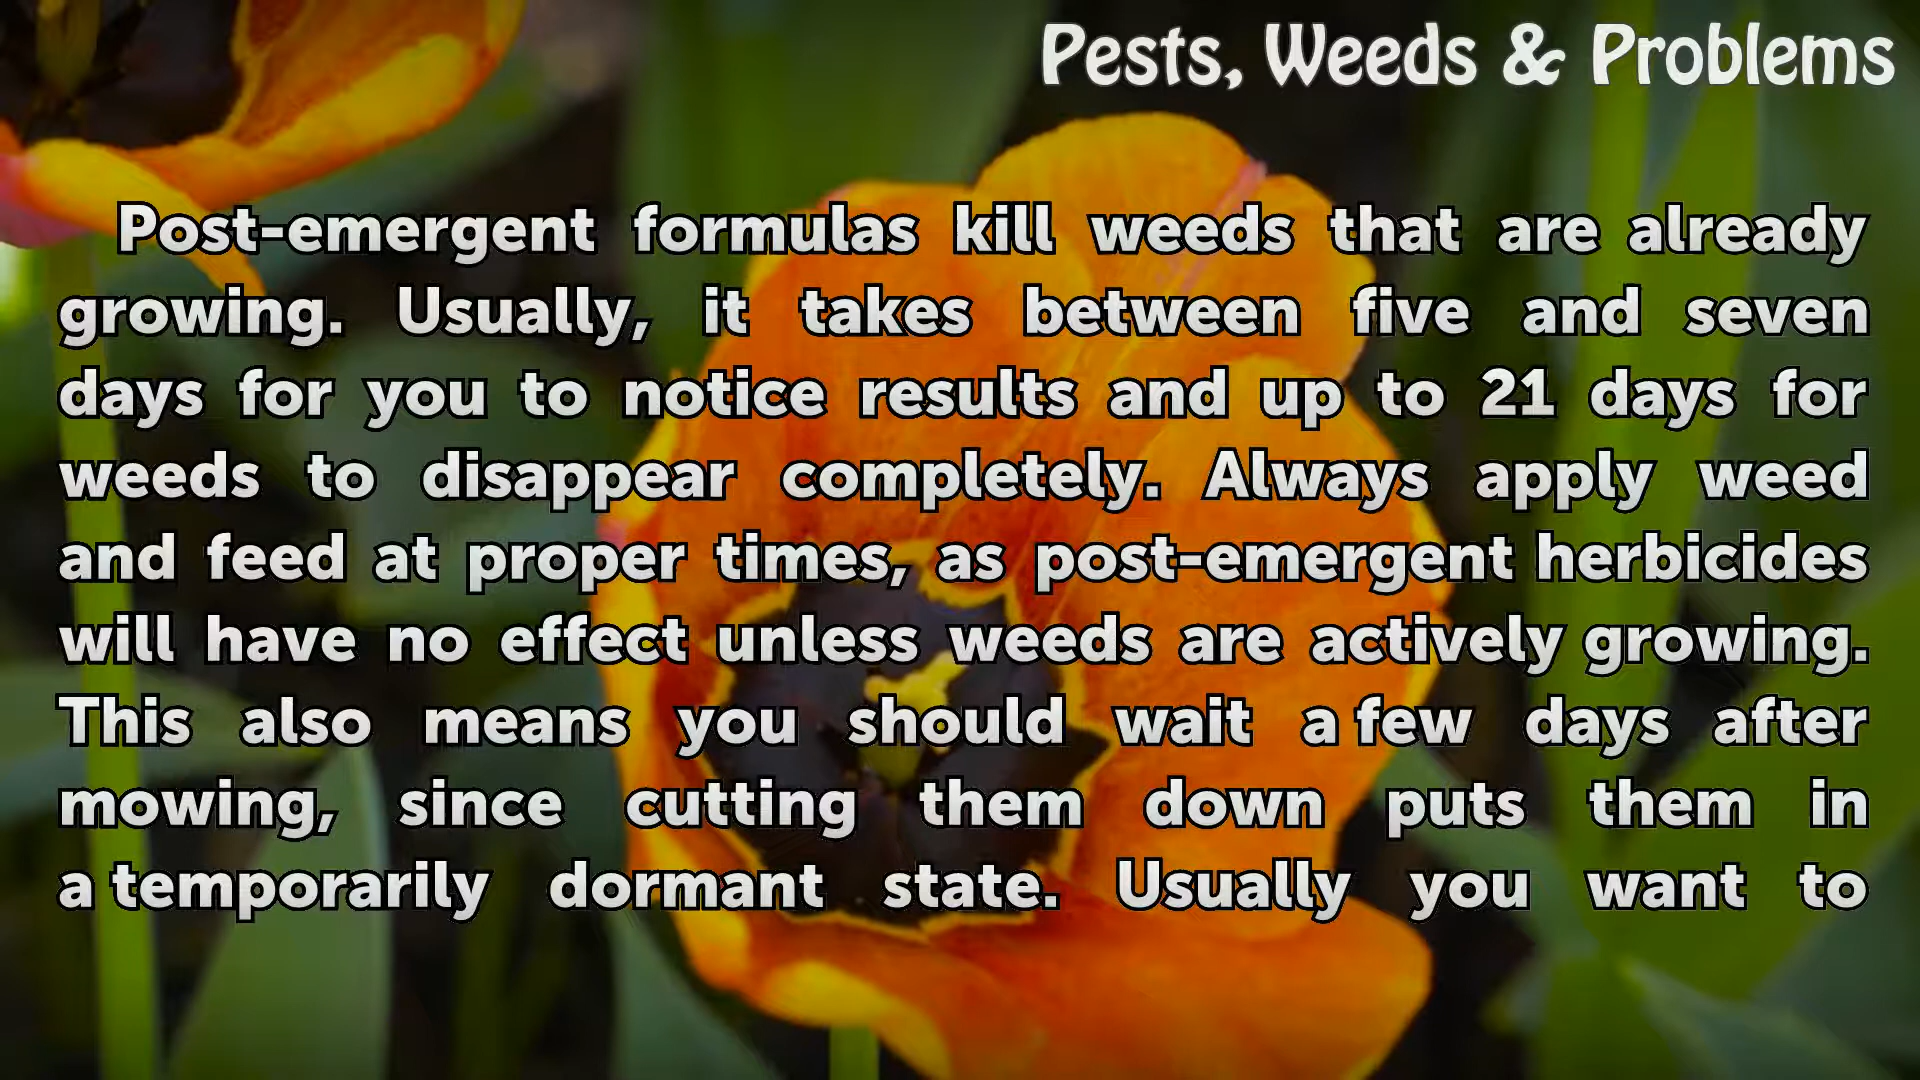 Pests, Weeds & Problems
Post-emergent formulas kill weeds that are already
growing. Usually, it takes between five and seven
days for you to notice results and up to 21 days for
weeds to disappear completely. Always apply weed
and feed at proper times, as post-emergent herbicides
will have no effect unless weeds are actively growing.
This also means you should wait a few days after
mowing, since cutting them down puts them in
a temporarily dormant state. Usually you want to